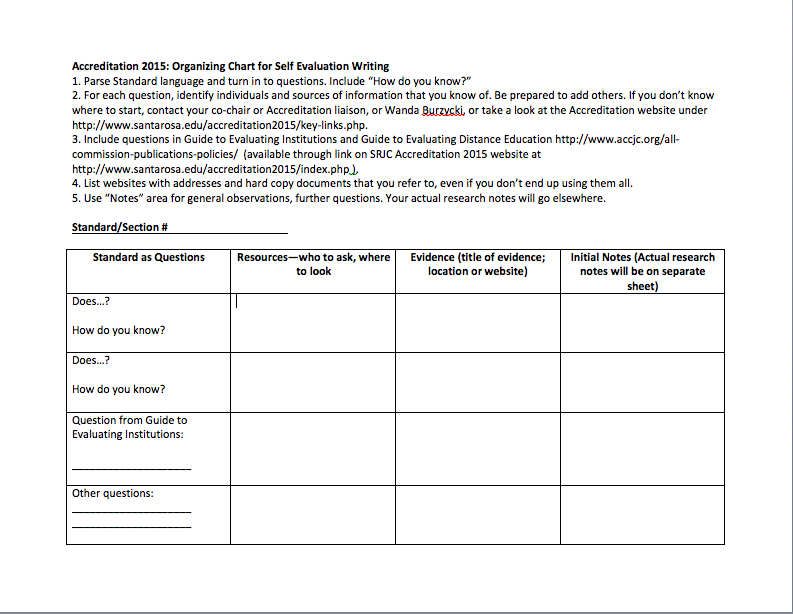 Accreditation 2015: Organizing Chart for Self Evaluation Writing
1. Parse Standard language and turn in to questions. Include “How do you know?”
2. For each question, identify individuals and sources of information that you know of. Be prepared to add others. If you don’t know
where to start, contact your co-chair or Accreditation liaison, or Wanda Burzycki, or take a look at the Accreditation website under
http://www.santarosa.edu/accreditation2015/key-links.php.
3. Include questions in Guide to Evaluating Institutions and Guide to Evaluating Distance Education http://www.accjc.org/all-
commission-publications-policies/ (available through link on SRJC Accreditation 2015 website at
http://www.santarosa.edu/accreditation2015/index.php ).
4. List websites with addresses and hard copy documents that you refer to, even if you don’t end up using them all.
5. Use “Notes” area for general observations, further questions. Your actual research notes will go elsewhere.
Standard/Section # ____________________
Standard as Questions
Resources—who to ask, where
to look
Evidence (title of evidence;
location or website)
Initial Notes (Actual research
notes will be on separate
sheet)
Does…?
How do you know?
Does…?
How do you know?
Question from Guide to
Evaluating Institutions:
____________________
Other questions:
____________________
____________________